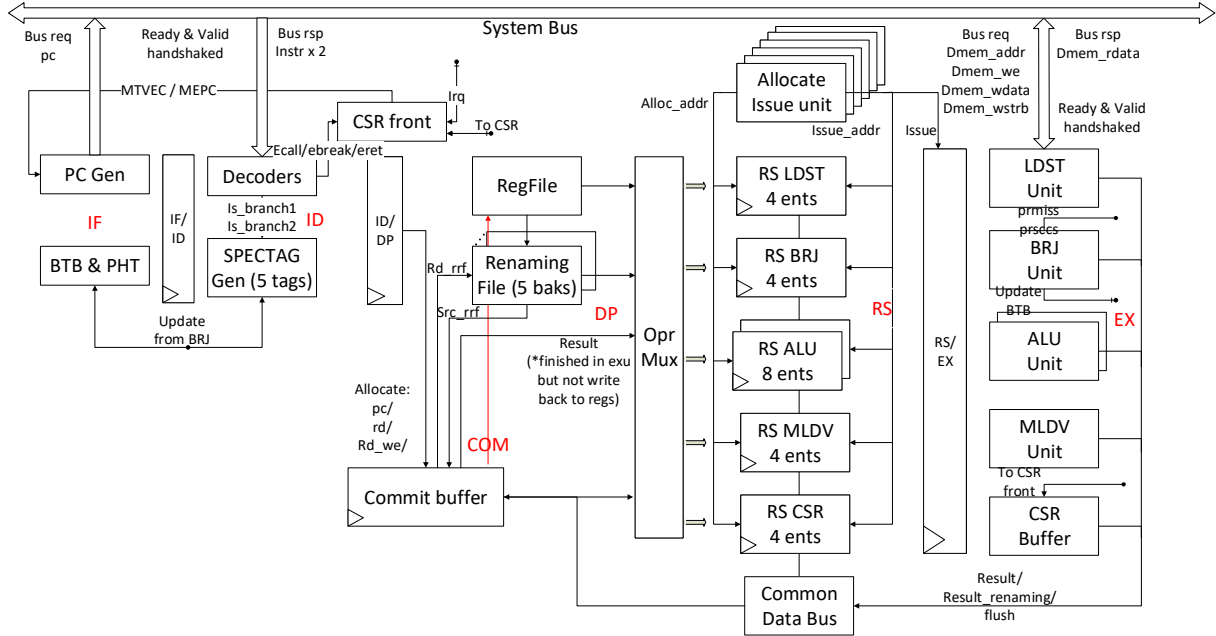 System Bus
Bus req
pc
Ready & Valid
handshaked
Bus rsp
Instr x 2
MTVEC / MEPC
Irq
CSR front
To CSR
Ecall/ebreak/eret
PC Gen
IF
BTB & PHT
IF/
ID
Decoders
Is_branch1
Is_branch2
ID
SPECTAG
Gen (5 tags)
Update
from BRJ
ID/
DP
RegFile
Rd_rrf
Renaming
File (5 baks)
Src_rrf
DP
Result
(*finished in exu
but not write
back to regs)
Allocate:
pc/
rd/
Rd_we/
COM
Commit buffer
Opr
Mux
Alloc_addr
Allocate
Issue unit
Issue_addr
Issue
RS LDST
4 ents
RS BRJ
4 ents
RS
RS ALU
8 ents
RS MLDV
4 ents
RS CSR
4 ents
Common
Data Bus
RS/
EX
Bus req
Dmem_addr
Dmem_we
Dmem_wdata
Dmem_wstrb
Bus rsp
Dmem_rdata
Ready & Valid
handshaked
LDST
Unit
prmiss
prsccs
BRJ
Unit
Update
BTB
EX
ALU
Unit
MLDV
Unit
To CSR
front
CSR
Buffer
Result/
Result_renaming/
flush